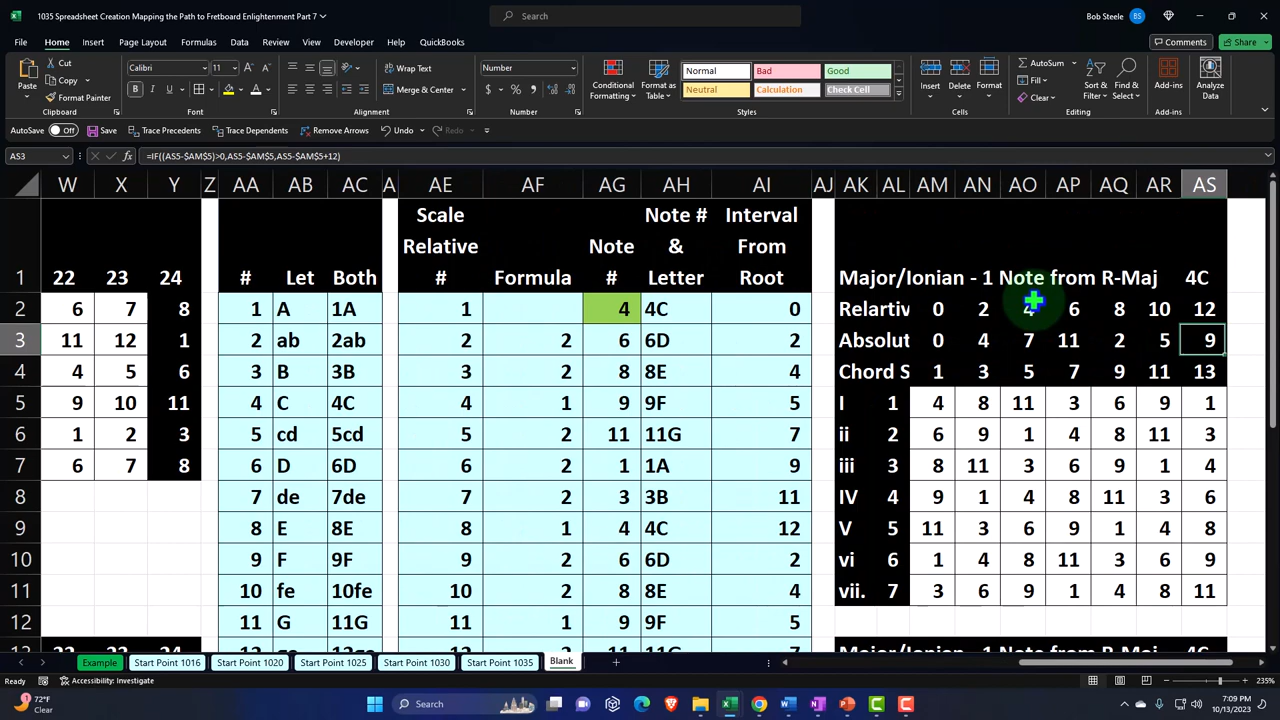 1035 Spreadsheet Creation Mapping the Path to Fretboard Enlightenment Part 7
Search
Bob Steele BS
File Home Insert Page Layout Formulas Data Review View Developer Help QuickBooks Comments Share
Paste Cut Copy Format Painter Clipboard
Calibri 11 B I U Font
Wrap Text Merge & Center Alignment
Number $ % Number
Conditional Formatting Format as Table
Normal Bad Good
Neutral Calculation Check Cell
Styles
Insert Delete Format Cells
AutoSum Fill Clear Sort & Filter Find & Select Editing
Add-ins Add-ins
Analyze Data
AutoSave Off Save Trace Precedents Trace Dependents Remove Arrows Undo Redo
AS3 fx =IF((AS5-$AM$5)>0,AS5-$AM$5,AS5-$AM$5+12)
W X Y Z AA AB AC A AE AF AG AH AI AJ AK AL AM AN AO AP AQ AR AS
Scale Note # Interval
Relative Note & From
1 22 23 24 # Let Both # Formula # Letter Root Major/Ionian - 1 Note from R-Maj 4C
2 6 7 8 1 A 1A 1 4 4C 0 Relartiv 0 2 4 6 8 10 12
3 11 12 1 2 ab 2ab 2 2 6 6D 2 Absolut 0 4 7 11 2 5 9
4 4 5 6 3 B 3B 3 2 8 8E 4 Chord S 1 3 5 7 9 11 13
5 9 10 11 4 C 4C 4 1 9 9F 5 I 1 4 8 11 3 6 9 1
6 1 2 3 5 cd 5cd 5 2 11 11G 7 ii 2 6 9 1 4 8 11 3
7 6 7 8 6 D 6D 6 2 1 1A 9 iii 3 8 11 3 6 9 1 4
8 7 de 7de 7 2 3 3B 11 IV 4 9 1 4 8 11 3 6
9 8 E 8E 8 1 4 4C 12 V 5 11 3 6 9 1 4 8
10 9 F 9F 9 2 6 6D 2 vi 6 1 4 8 11 3 6 9
11 10 fe 10fe 10 2 8 8E 4 vii. 7 3 6 9 1 4 8 11
12 11 G 11G 11 1 9 9F 5
Example Start Point 1016 Start Point 1020 Start Point 1025 Start Point 1030 Start Point 1035 Blank
Ready Accessibility: Investigate 235%
72°F
Clear
Search
7:09 PM
10/13/2023